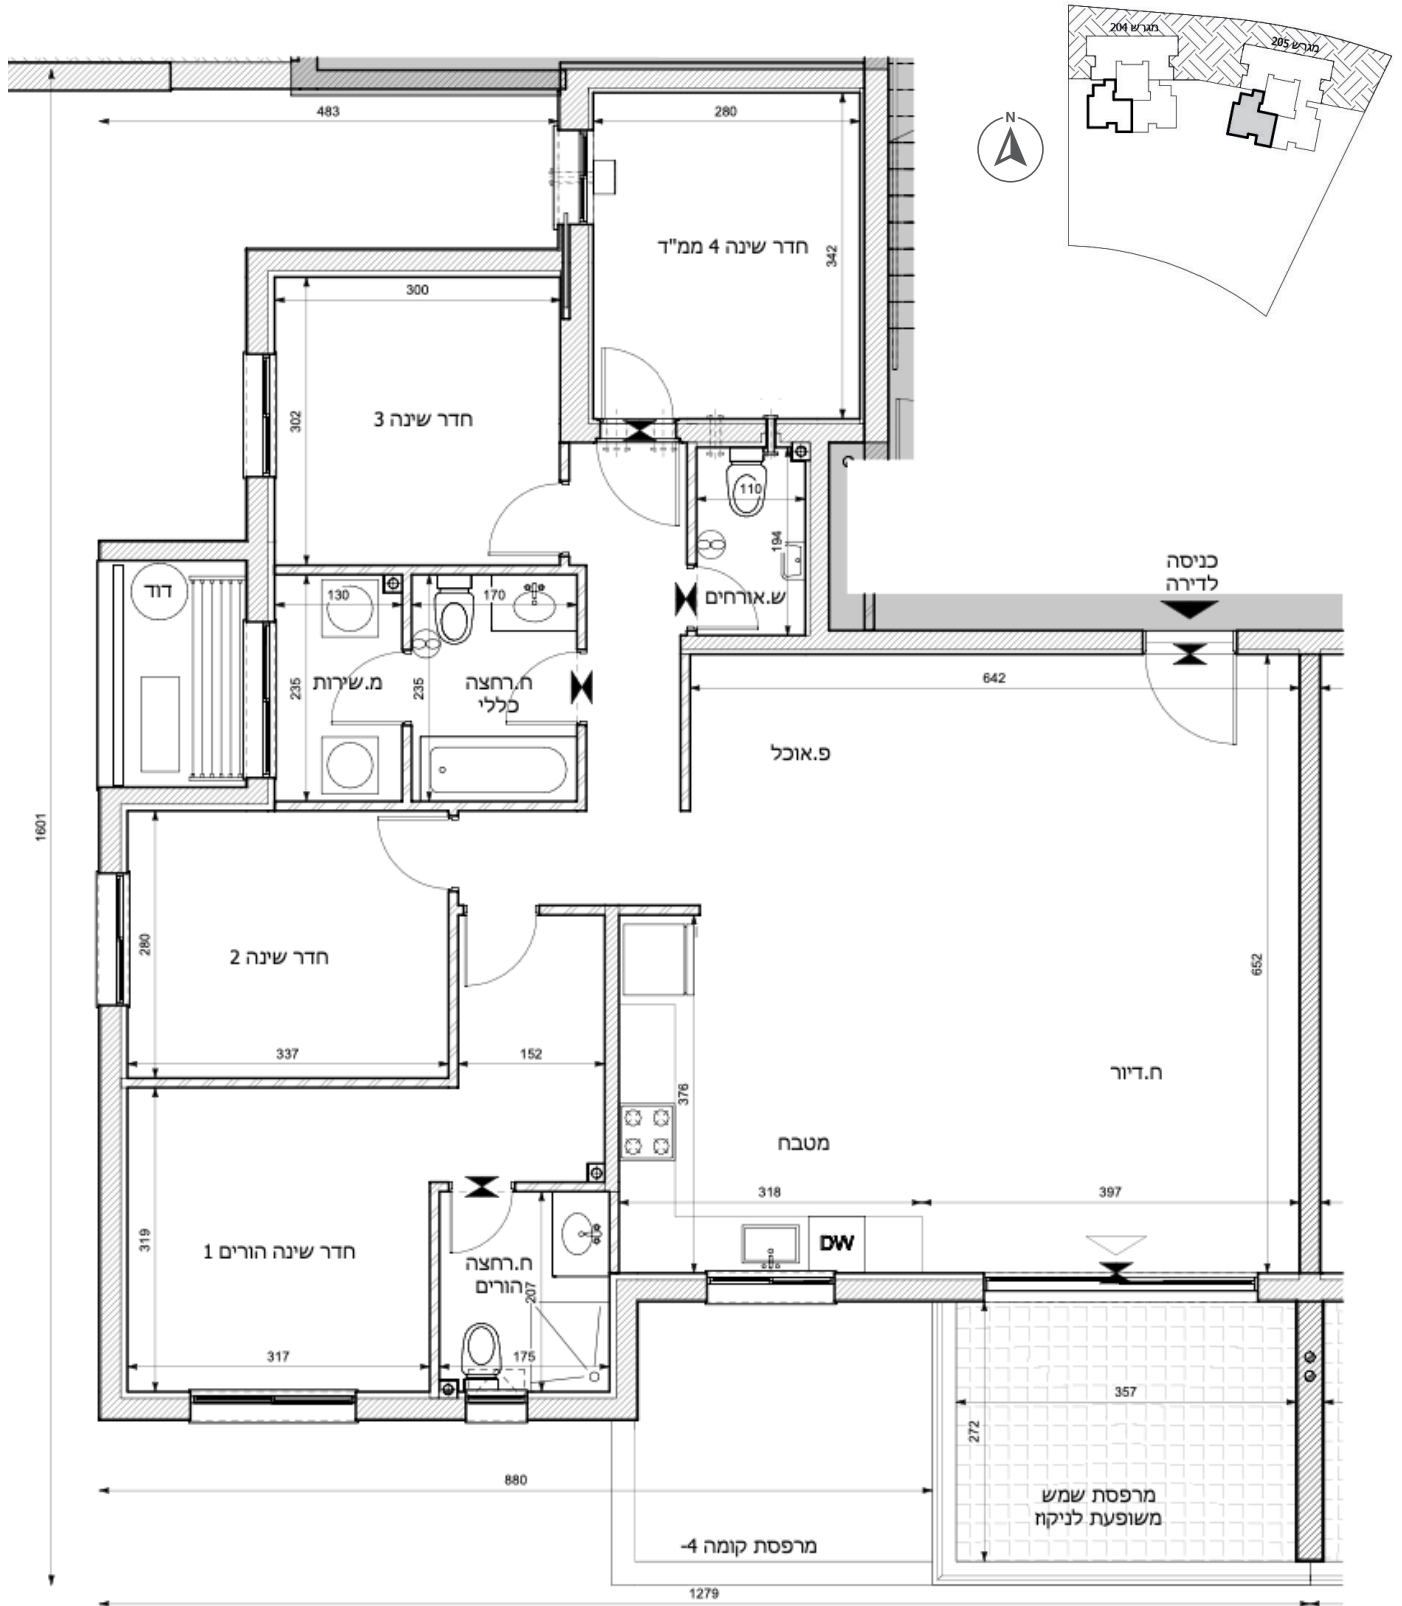 מגרש 204
מגרש 205
N
483
280
חדר שינה 4 ממ"ד
342
300
302
חדר שינה 3
110
194
ש.אורחים
כניסה
לדירה
דוד
130
170
235
מ.שירות
235
ח.רחצה
כללי
642
פ.אוכל
1601
280
חדר שינה 2
337
152
652
376
ח.דיור
מטבח
318
397
DW
319
חדר שינה הורים 1
ח.רחצה
הורים
207
317
175
357
272
880
מרפסת שמש
משופעת לניקוז
מרפסת קומה 4-
1279